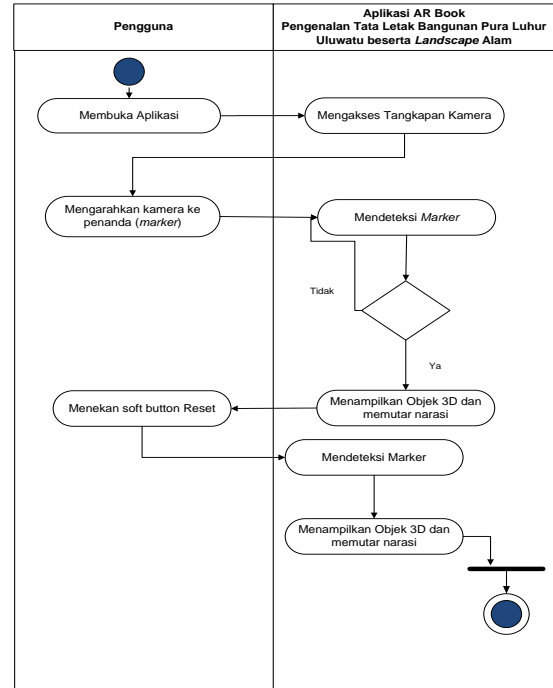 Pengguna
Aplikasi AR Book
Pengenalan Tata Letak Bangunan Pura Luhur
Uluwatu beserta Landscape Alam
Membuka Aplikasi
Mengakses Tangkapan Kamera
Mengarahkan kamera ke
penanda (marker)
Mendeteksi Marker
Tidak
Ya
Menampilkan Objek 3D dan
memutar narasi
Menekan soft button Reset
Mendeteksi Marker
Menampilkan Objek 3D dan
memutar narasi